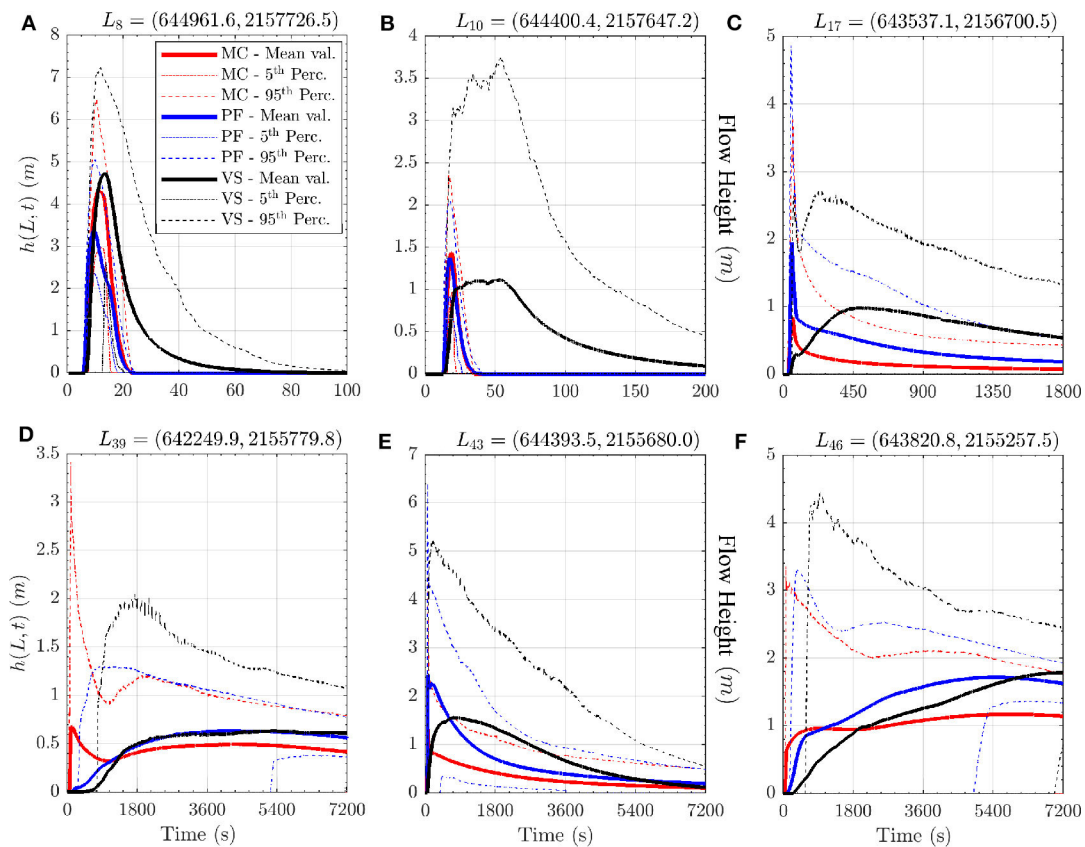 A L₈ = (644961.6, 2157726.5)
B L₁₀ = (644400.4, 2157647.2)
C L₁₇ = (643537.1, 2156700.5)
h(L, t) (m)
8
7
6
5
4
3
2
1
0
MC - Mean val.
MC - 5ᵗʰ Perc.
MC - 95ᵗʰ Perc.
PF - Mean val.
PF - 5ᵗʰ Perc.
PF - 95ᵗʰ Perc.
VS - Mean val.
VS - 5ᵗʰ Perc.
VS - 95ᵗʰ Perc.
0 20 40 60 80 100
4
3.5
3
2.5
2
1.5
1
0.5
0
0 50 100 150 200
Flow Height (m)
5
4
3
2
1
0
0 450 900 1350 1800
D L₃₉ = (642249.9, 2155779.8)
E L₄₃ = (644393.5, 2155680.0)
F L₄₆ = (643820.8, 2155257.5)
h(L, t) (m)
3.5
3
2.5
2
1.5
1
0.5
0
0 1800 3600 5400 7200
Time (s)
7
6
5
4
3
2
1
0
0 1800 3600 5400 7200
Time (s)
Flow Height (m)
5
4
3
2
1
0
0 1800 3600 5400 7200
Time (s)